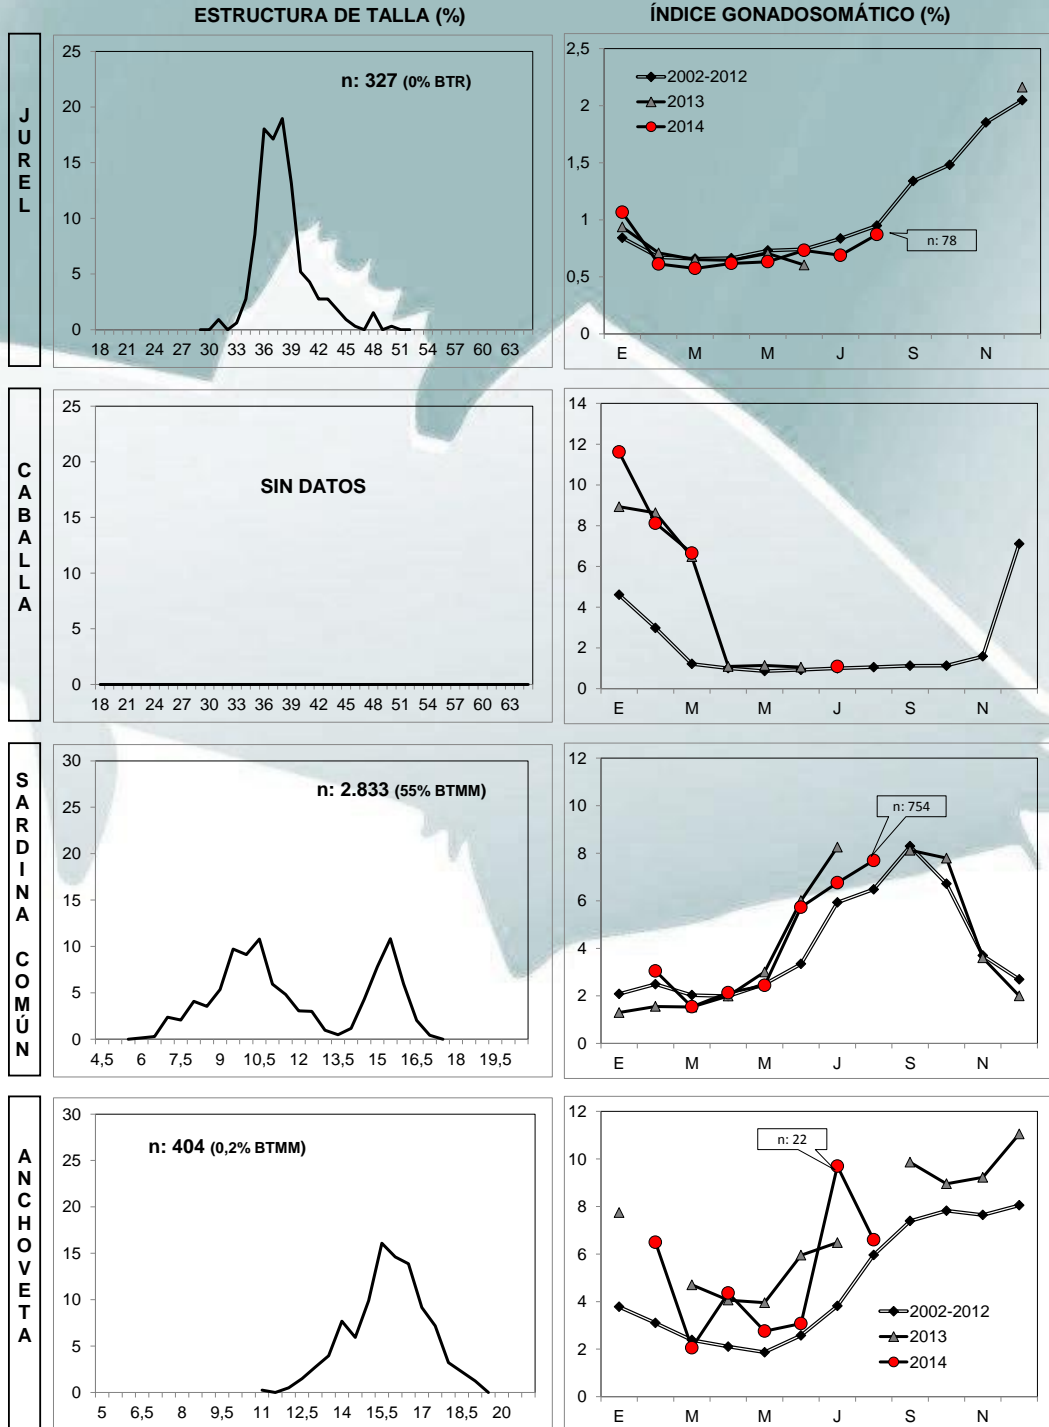 ESTRUCTURA DE TALLA (%)
ÍNDICE GONADOSOMÁTICO (%)
JUREL
25
20
15
10
5
0
n: 327 (0% BTR)
18 21 24 27 30 33 36 39 42 45 48 51 54 57 60 63
2,5
2
1,5
1
0,5
0
2002-2012
2013
2014
n: 78
E M M J S N
CABALLA
25
20
15
10
5
0
SIN DATOS
18 21 24 27 30 33 36 39 42 45 48 51 54 57 60 63
14
12
10
8
6
4
2
0
E M M J S N
SARDINA COMÚN
30
25
20
15
10
5
0
n: 2.833 (55% BTMM)
4,5 6 7,5 9 10,5 12 13,5 15 16,5 18 19,5
12
10
8
6
4
2
0
n: 754
E M M J S N
ANCHOVETA
30
25
20
15
10
5
0
n: 404 (0,2% BTMM)
5 6,5 8 9,5 11 12,5 14 15,5 17 18,5 20
12
10
8
6
4
2
0
n: 22
2002-2012
2013
2014
E M M J S N